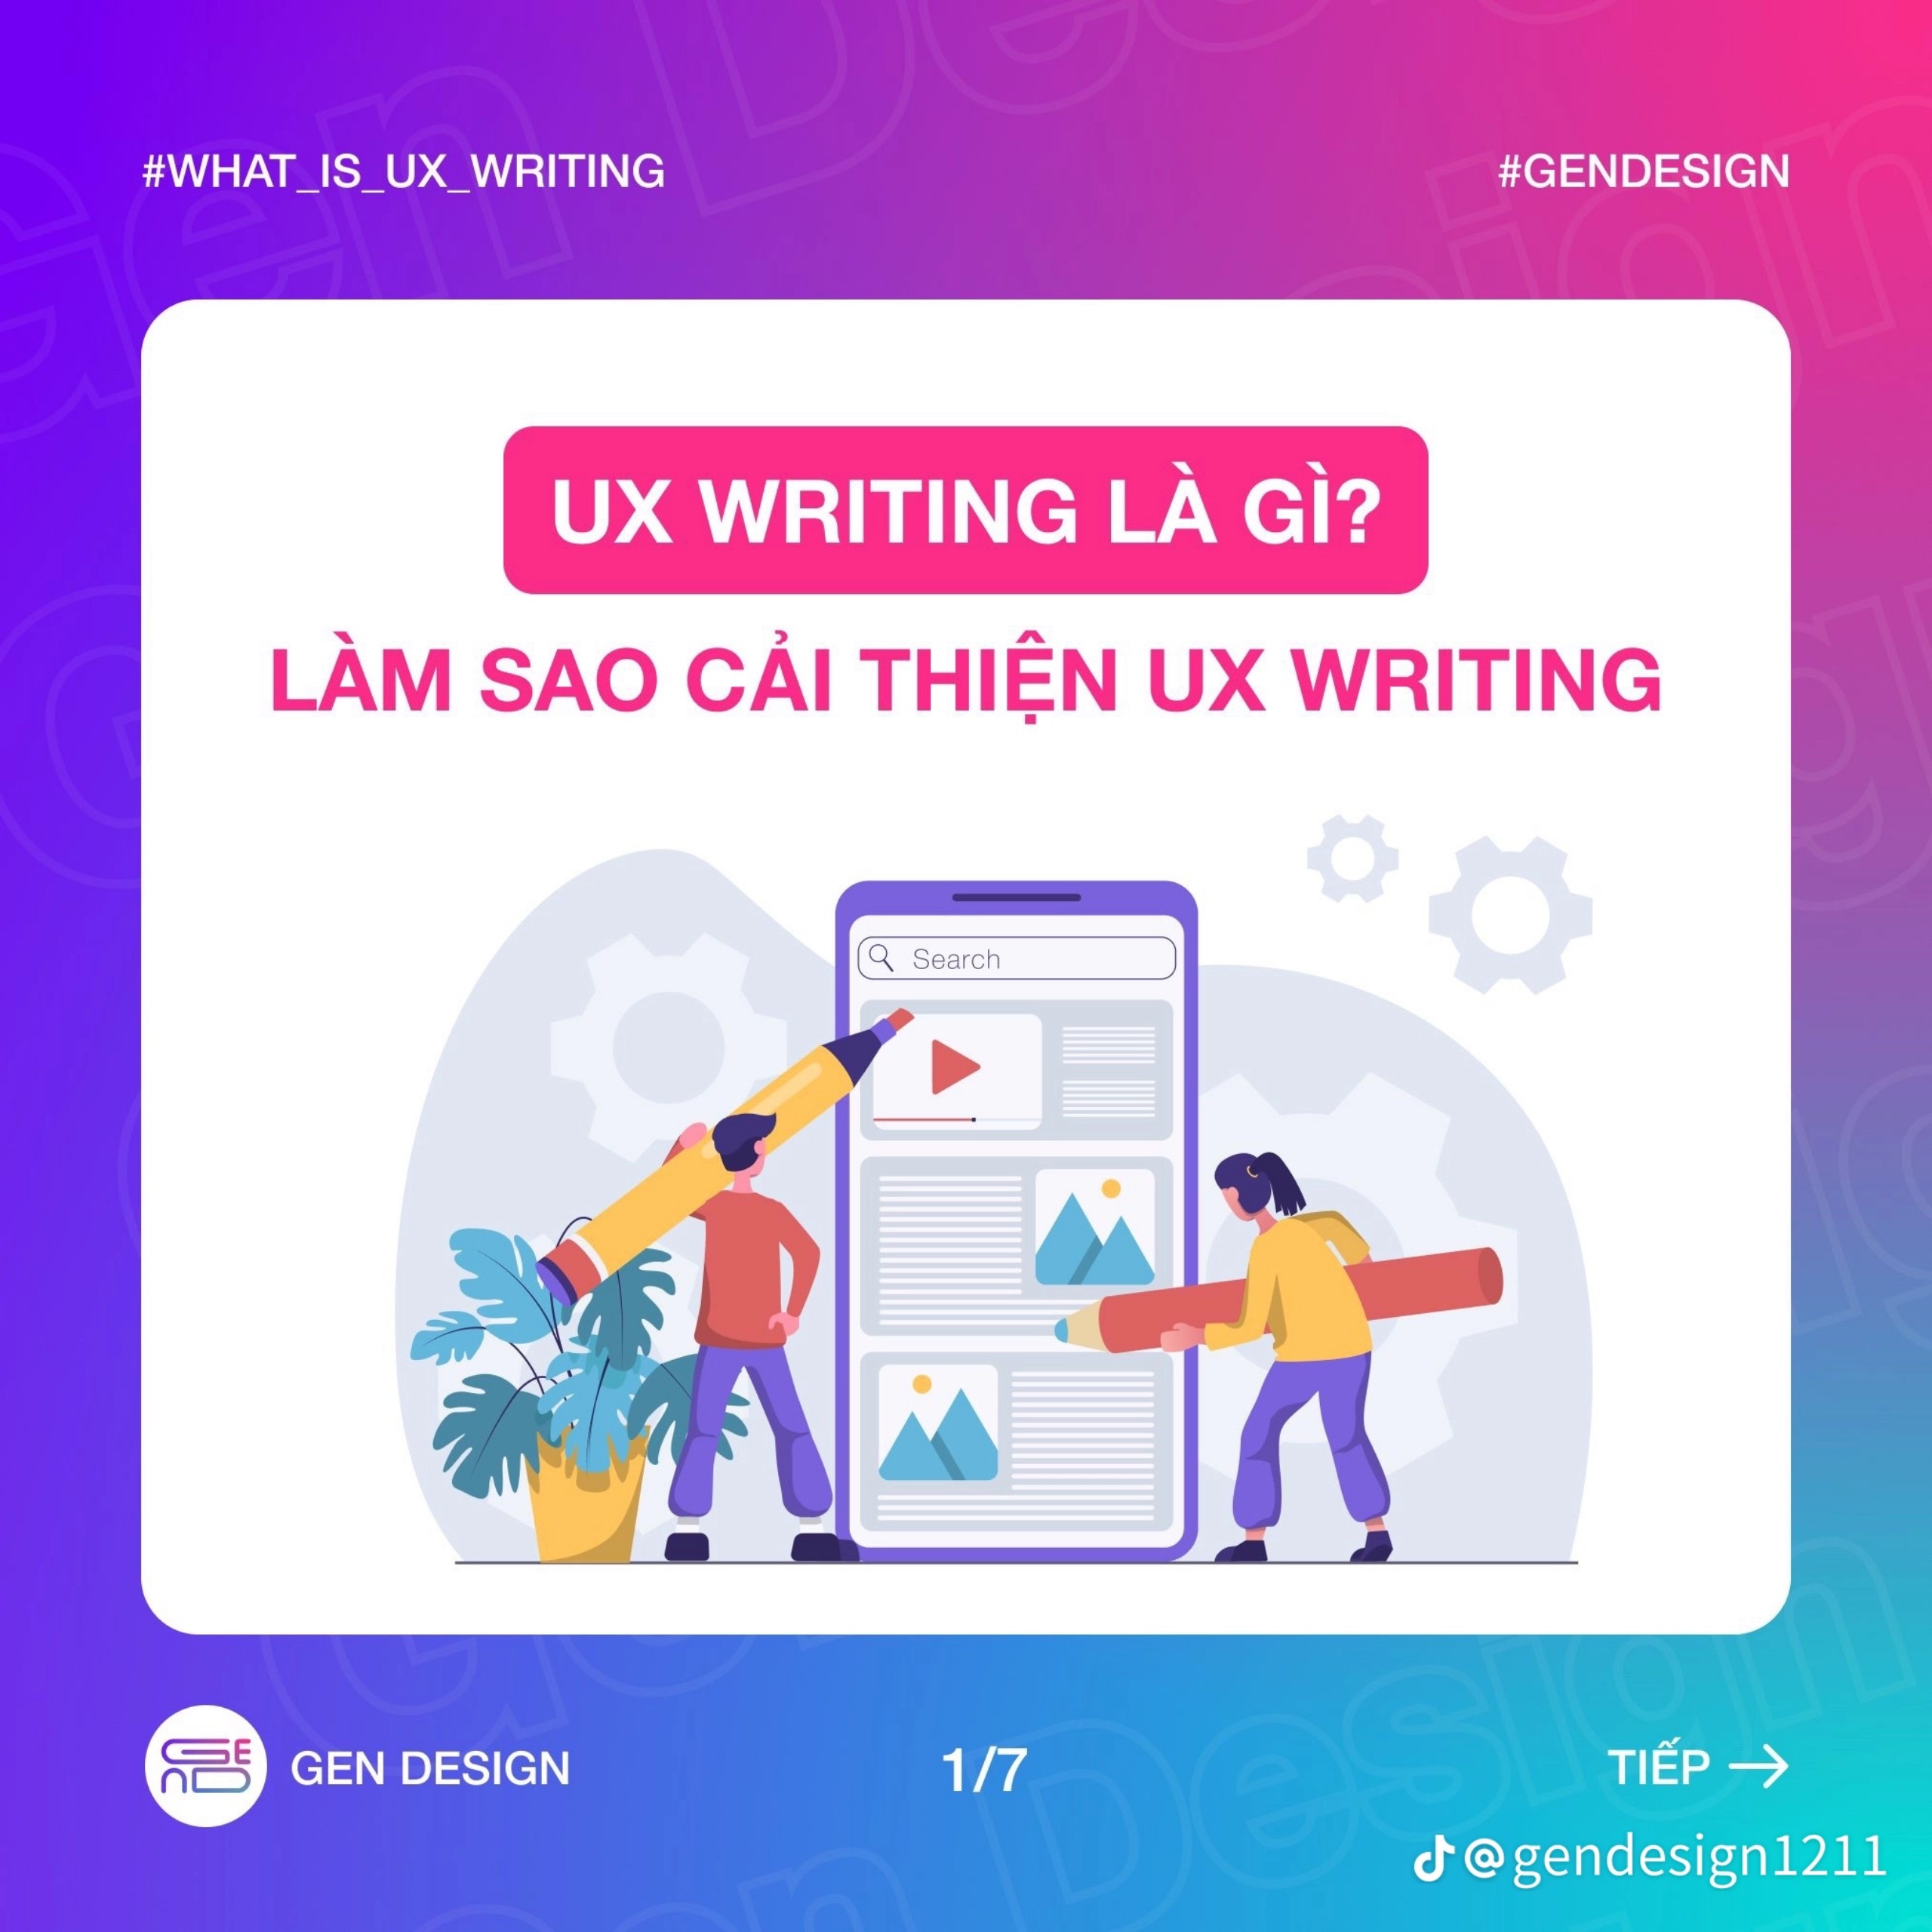 #WHAT_IS_UX_WRITING
#GENDESIGN
UX WRITING LÀ GÌ?
LÀM SAO CẢI THIỆN UX WRITING
Search
GEN DESIGN
1/7
TIẾP →
@gendesign1211